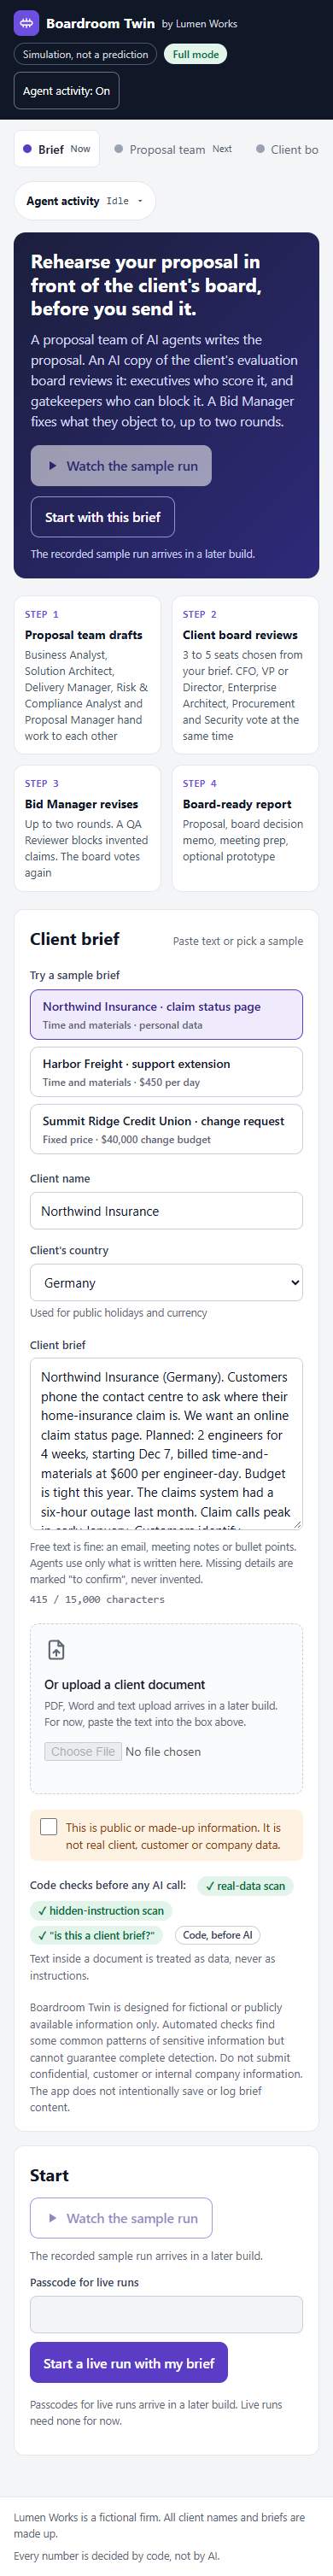 Boardroom Twin by Lumen Works
Simulation, not a prediction Full mode
Agent activity: On
Brief Now Proposal team Next Client bo
Agent activity Idle
Rehearse your proposal in
front of the client's board,
before you send it.
A proposal team of AI agents writes the
proposal. An AI copy of the client's evaluation
board reviews it: executives who score it, and
gatekeepers who can block it. A Bid Manager
fixes what they object to, up to two rounds.
Watch the sample run
Start with this brief
The recorded sample run arrives in a later build.
STEP 1
Proposal team drafts
Business Analyst,
Solution Architect,
Delivery Manager, Risk &
Compliance Analyst and
Proposal Manager hand
work to each other
STEP 2
Client board reviews
3 to 5 seats chosen from
your brief. CFO, VP or
Director, Enterprise
Architect, Procurement
and Security vote at the
same time
STEP 3
Bid Manager revises
Up to two rounds. A QA
Reviewer blocks invented
claims. The board votes
again
STEP 4
Board-ready report
Proposal, board decision
memo, meeting prep,
optional prototype
Client brief Paste text or pick a sample
Try a sample brief
Northwind Insurance · claim status page
Time and materials · personal data
Harbor Freight · support extension
Time and materials · $450 per day
Summit Ridge Credit Union · change request
Fixed price · $40,000 change budget
Client name
Northwind Insurance
Client's country
Germany
Used for public holidays and currency
Client brief
Northwind Insurance (Germany). Customers
phone the contact centre to ask where their
home-insurance claim is. We want an online
claim status page. Planned: 2 engineers for
4 weeks, starting Dec 7, billed time-and-
materials at $600 per engineer-day. Budget
is tight this year. The claims system had a
six-hour outage last month. Claim calls peak
in early January. Customers identify
Free text is fine: an email, meeting notes or bullet points.
Agents use only what is written here. Missing details are
marked "to confirm", never invented.
415 / 15,000 characters
Or upload a client document
PDF, Word and text upload arrives in a later build.
For now, paste the text into the box above.
Choose File No file chosen
This is public or made-up information. It is
not real client, customer or company data.
Code checks before any AI call: ✓ real-data scan
✓ hidden-instruction scan
✓ "is this a client brief?" Code, before AI
Text inside a document is treated as data, never as
instructions.
Boardroom Twin is designed for fictional or publicly
available information only. Automated checks find
some common patterns of sensitive information but
cannot guarantee complete detection. Do not submit
confidential, customer or internal company information.
The app does not intentionally save or log brief
content.
Start
Watch the sample run
The recorded sample run arrives in a later build.
Passcode for live runs
Start a live run with my brief
Passcodes for live runs arrive in a later build. Live runs
need none for now.
Lumen Works is a fictional firm. All client names and briefs are
made up.
Every number is decided by code, not by AI.